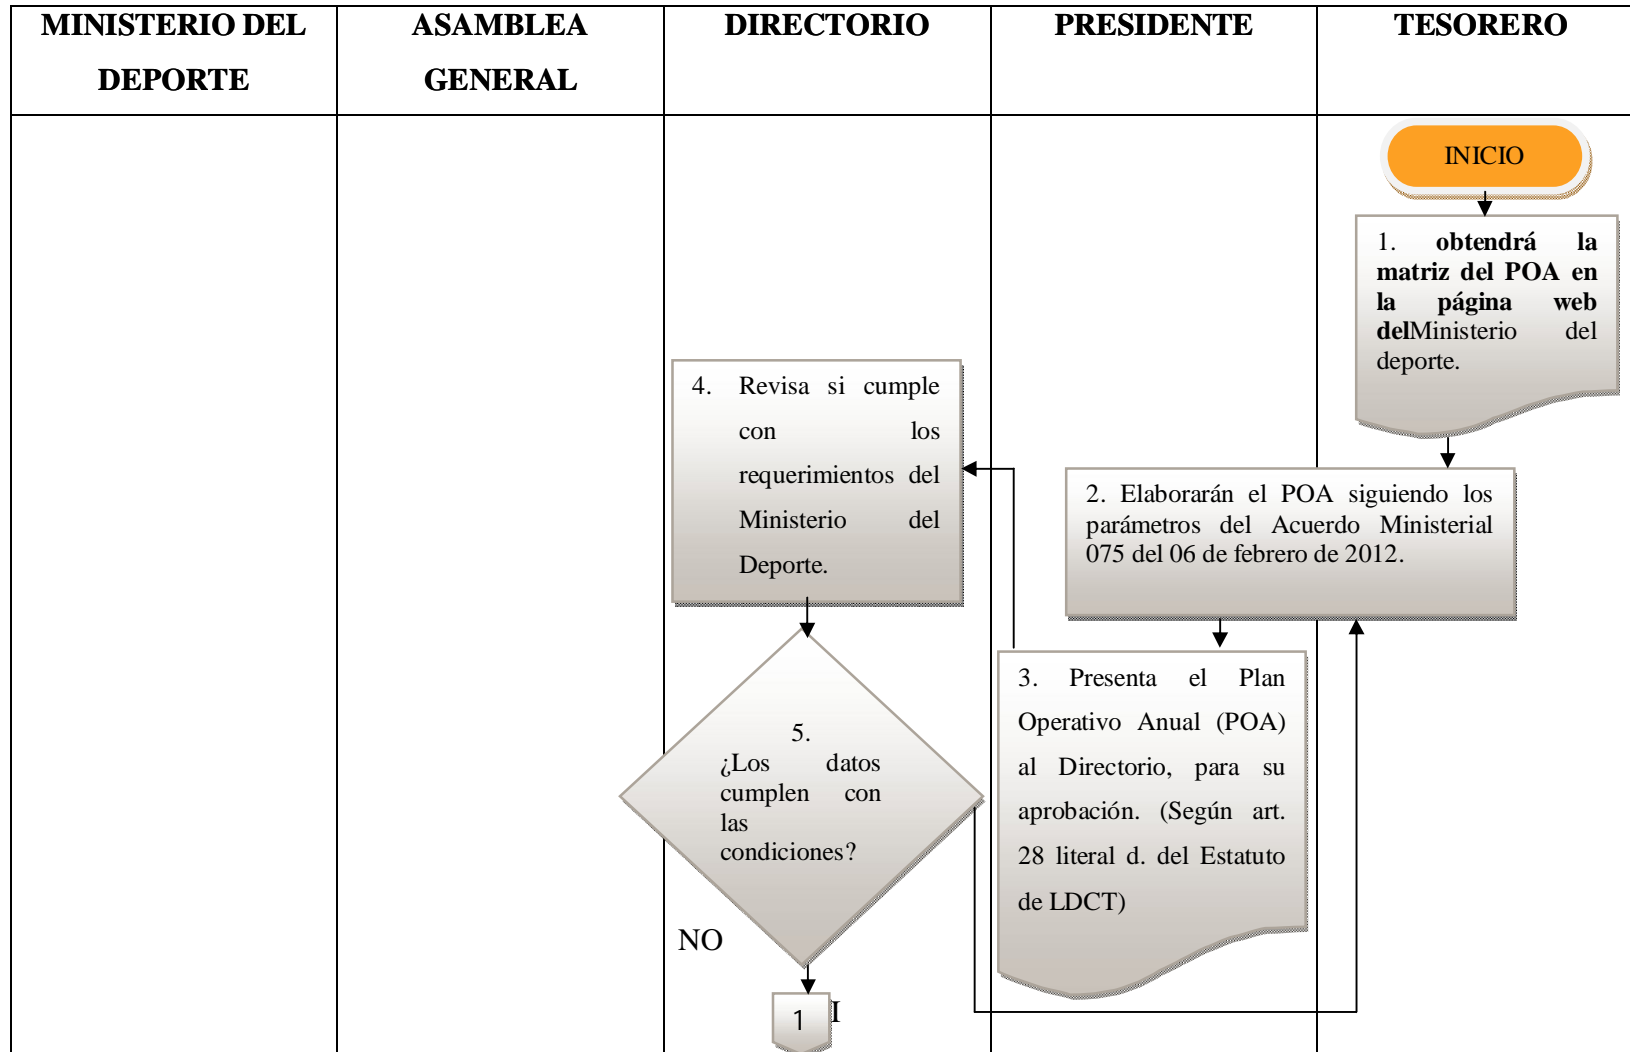 MINISTERIO DEL
DEPORTE
ASAMBLEA
GENERAL
DIRECTORIO
PRESIDENTE
TESORERO
INICIO
1. obtendrá la
matriz del POA en
la página web
delMinisterio del
deporte.
2. Elaborarán el POA siguiendo los
parámetros del Acuerdo Ministerial
075 del 06 de febrero de 2012.
3. Presenta el Plan
Operativo Anual (POA)
al Directorio, para su
aprobación. (Según art.
28 literal d. del Estatuto
de LDCT)
4. Revisa si cumple
con los
requerimientos del
Ministerio del
Deporte.
5.
¿Los datos
cumplen con
las
condiciones?
NO
1
I